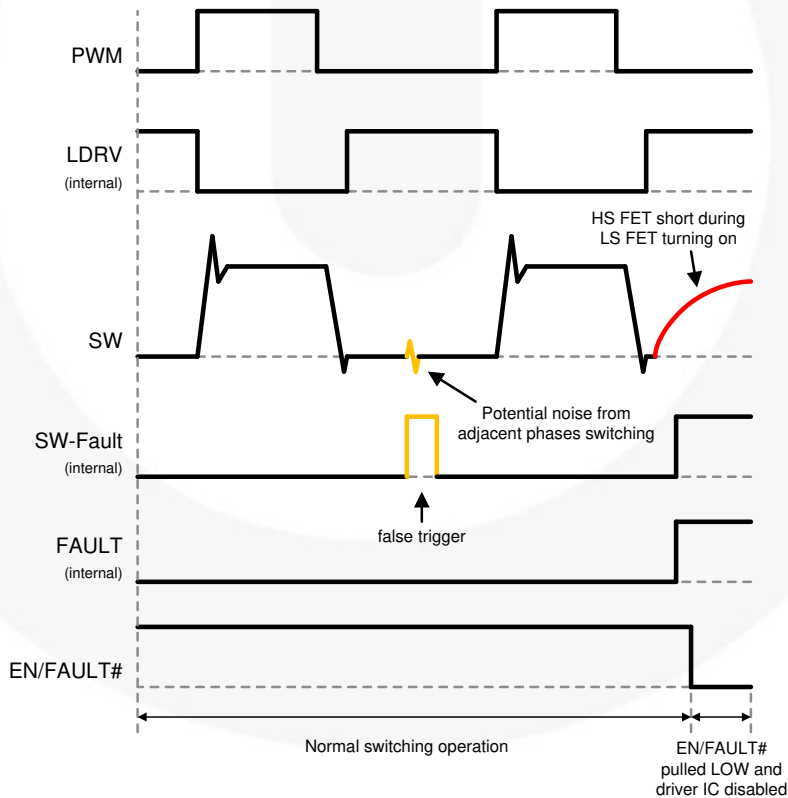 PWM
LDRV
(internal)
HS FET short during
LS FET turning on
SW
Potential noise from
adjacent phases switching
SW-Fault
(internal)
false trigger
FAULT
(internal)
EN/FAULT#
Normal switching operation
EN/FAULT#
pulled LOW and
driver IC disabled